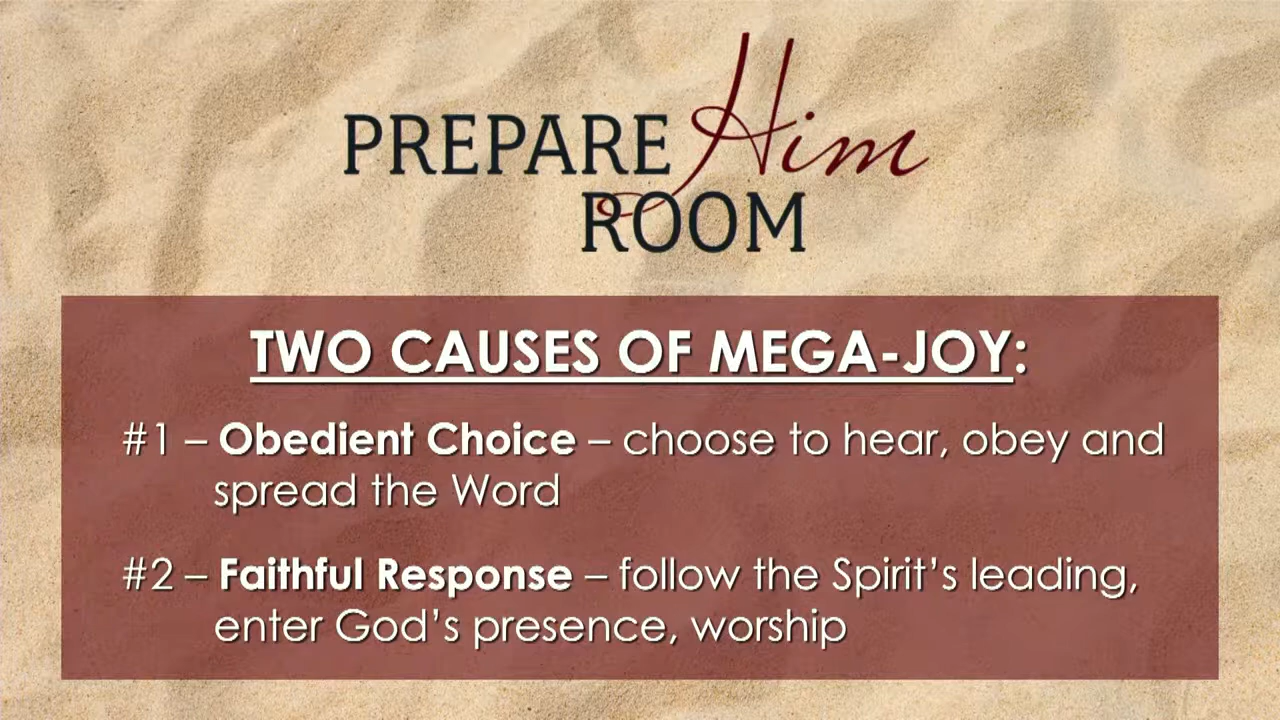 PREPARE Him
ROOM
TWO CAUSES OF MEGA-JOY:
#1 – Obedient Choice – choose to hear, obey and
spread the Word
#2 – Faithful Response – follow the Spirit’s leading,
enter God’s presence, worship